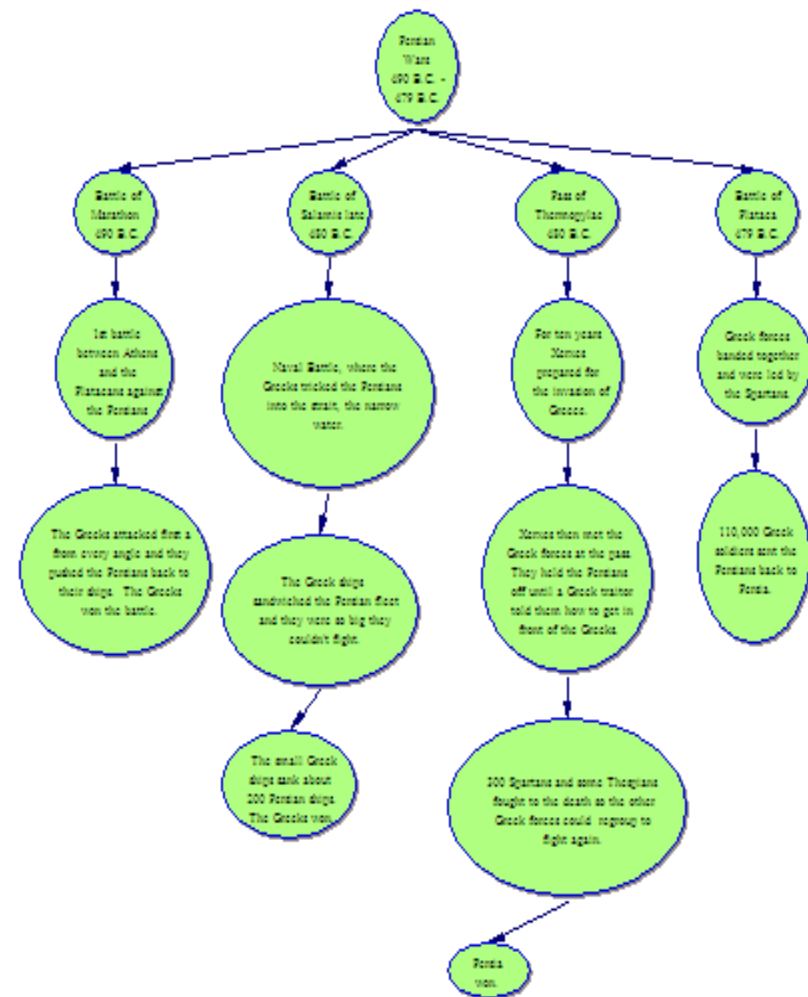 Persian
Wars
490 B.C. -
479 B.C.
Battle of
Marathon
490 B.C.
Battle of
Salamis late
480 B.C.
Pass of
Thermogylae
480 B.C.
Battle of
Plataea
479 B.C.
1st battle
between Athens
and the
Plataeans against
the Persians
Naval Battle, where the
Greeks tricked the Persians
into the strait, the narrow
water.
For ten years
Xerxes
prepared for
the invasion of
Greece.
Greek forces
banded together
and were led by
the Spartans
The Greeks attacked first a
from every angle and they
pushed the Persians back to
their ships. The Greeks
won the battle.
The Greek ships
sandwiched the Persian fleet
and they were so big they
couldn't fight.
Xerxes then met the
Greek forces at the pass.
They held the Persians
off until a Greek traitor
told them how to get in
front of the Greeks
110,000 Greek
soldiers sent the
Persians back to
Persia.
The small Greek
ships sank about
200 Persian ships
The Greeks won.
300 Spartans and some Thespians
fought to the death so the other
Greek forces could regroup to
fight again.
Persia
won.